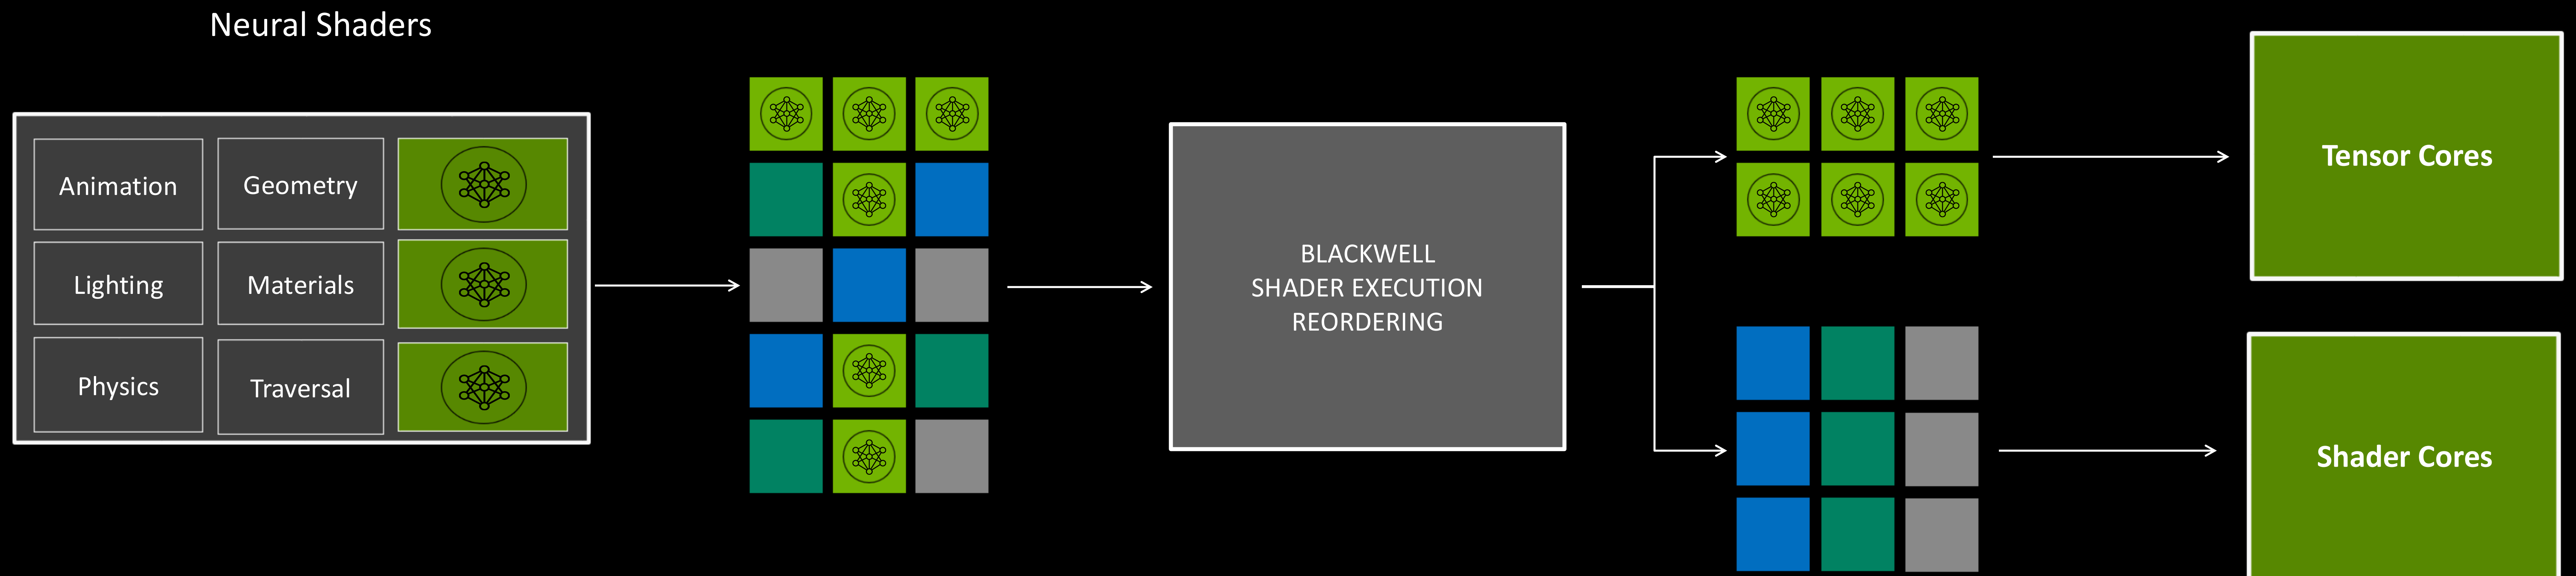 Neural Shaders
Animation
Geometry
Lighting
Materials
Physics
Traversal
BLACKWELL
SHADER EXECUTION
REORDERING
Tensor Cores
Shader Cores